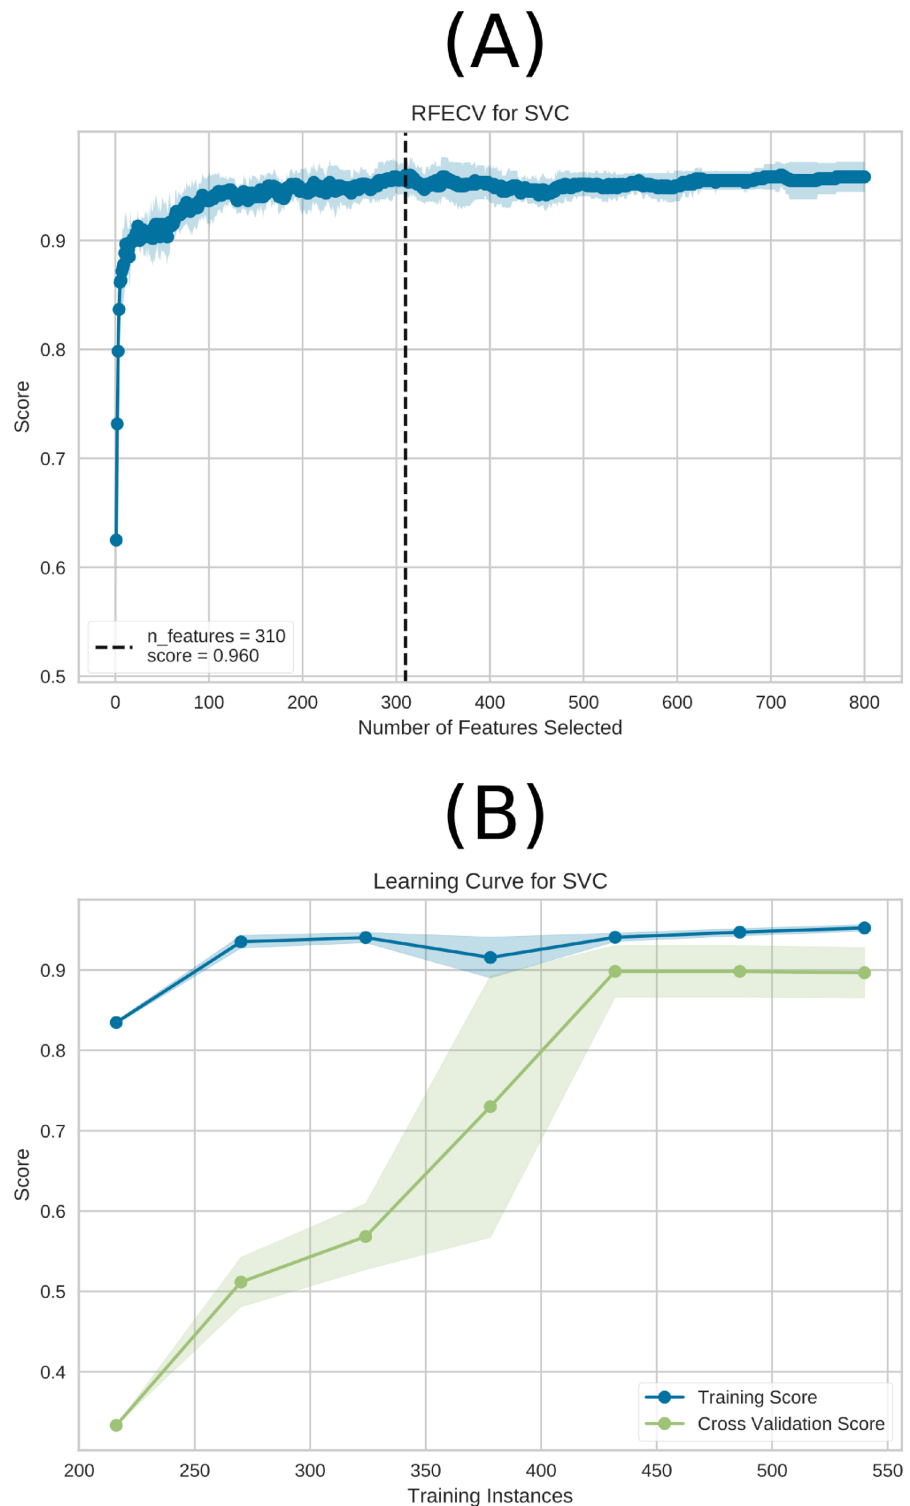 (A)
RFECV for SVC
Score
0.9
0.8
0.7
0.6
0.5
n_features = 310
score = 0.960
0 100 200 300 400 500 600 700 800
Number of Features Selected
(B)
Learning Curve for SVC
Score
0.9
0.8
0.7
0.6
0.5
0.4
Training Score
Cross Validation Score
200 250 300 350 400 450 500 550
Training Instances